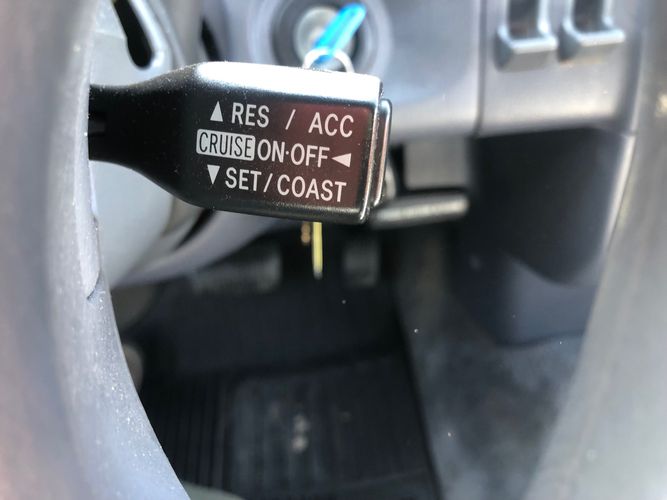 ▲ RES / ACC
CRUISE ON·OFF ◄
▼ SET/COAST